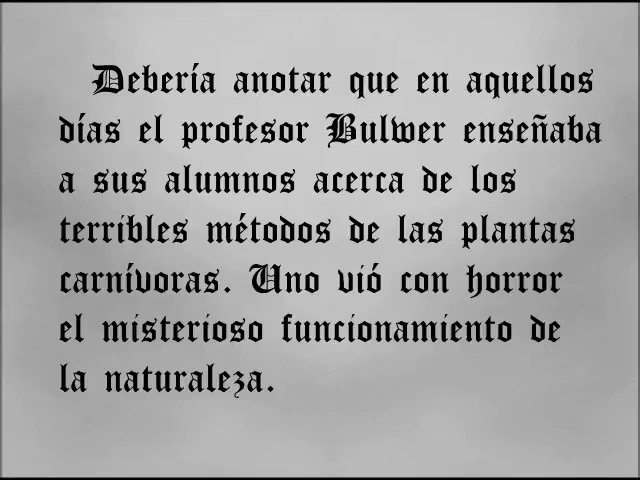 Debería anotar que en aquellos
días el profesor Bulwer enseñaba
a sus alumnos acerca de los
terribles métodos de las plantas
carnívoras. Uno vió con horror
el misterioso funcionamiento de
la naturaleza.